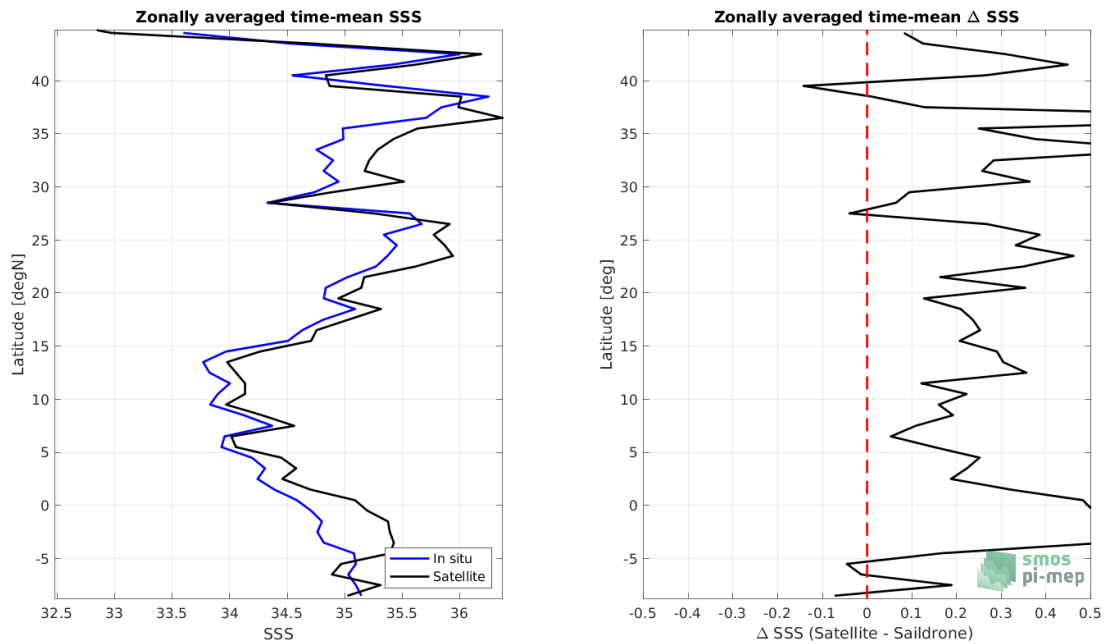 Zonally averaged time-mean SSS
Latitude [degN]
40
35
30
25
20
15
10
5
0
-5
32.5 33 33.5 34 34.5 35 35.5 36
SSS
In situ
Satellite
Zonally averaged time-mean Δ SSS
Latitude [deg]
40
35
30
25
20
15
10
5
0
-5
-0.5 -0.4 -0.3 -0.2 -0.1 0 0.1 0.2 0.3 0.4 0.5
Δ SSS (Satellite - Saildrone)
smos
pi-mep